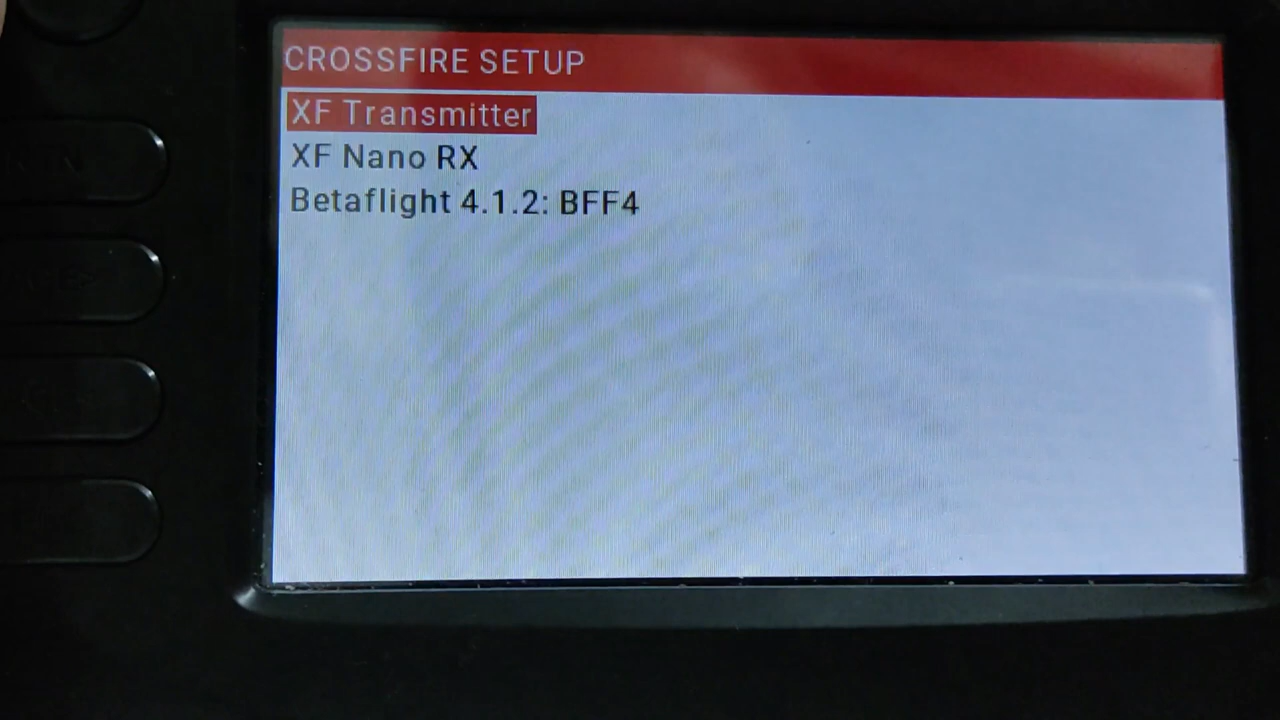 CROSSFIRE SETUP
XF Transmitter
XF Nano RX
Betaflight 4.1.2: BFF4